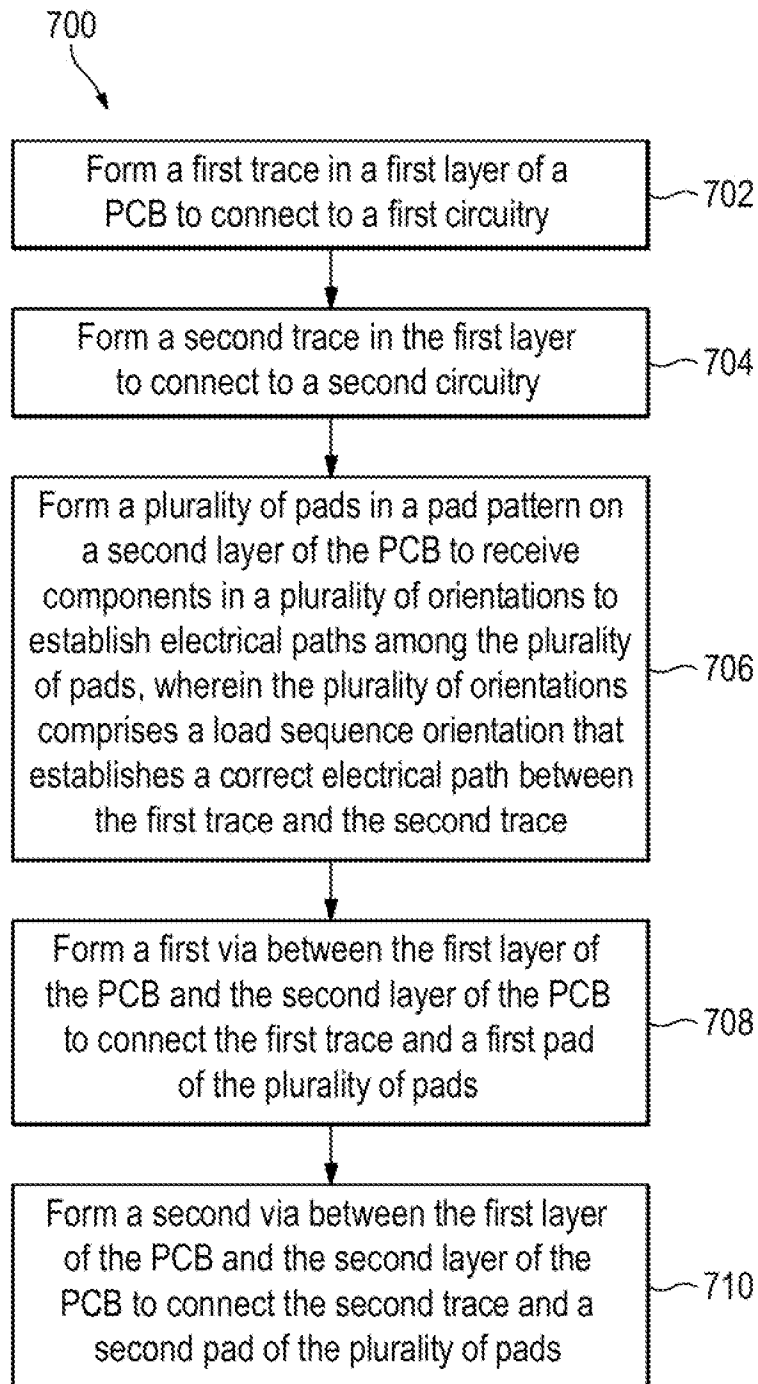 700
Form a first trace in a first layer of a
PCB to connect to a first circuitry
702
Form a second trace in the first layer
to connect to a second circuitry
704
Form a plurality of pads in a pad pattern on
a second layer of the PCB to receive
components in a plurality of orientations to
establish electrical paths among the plurality
of pads, wherein the plurality of orientations
comprises a load sequence orientation that
establishes a correct electrical path between
the first trace and the second trace
706
Form a first via between the first layer of
the PCB and the second layer of the PCB
to connect the first trace and a first pad
of the plurality of pads
708
Form a second via between the first layer
of the PCB and the second layer of the
PCB to connect the second trace and a
second pad of the plurality of pads
710